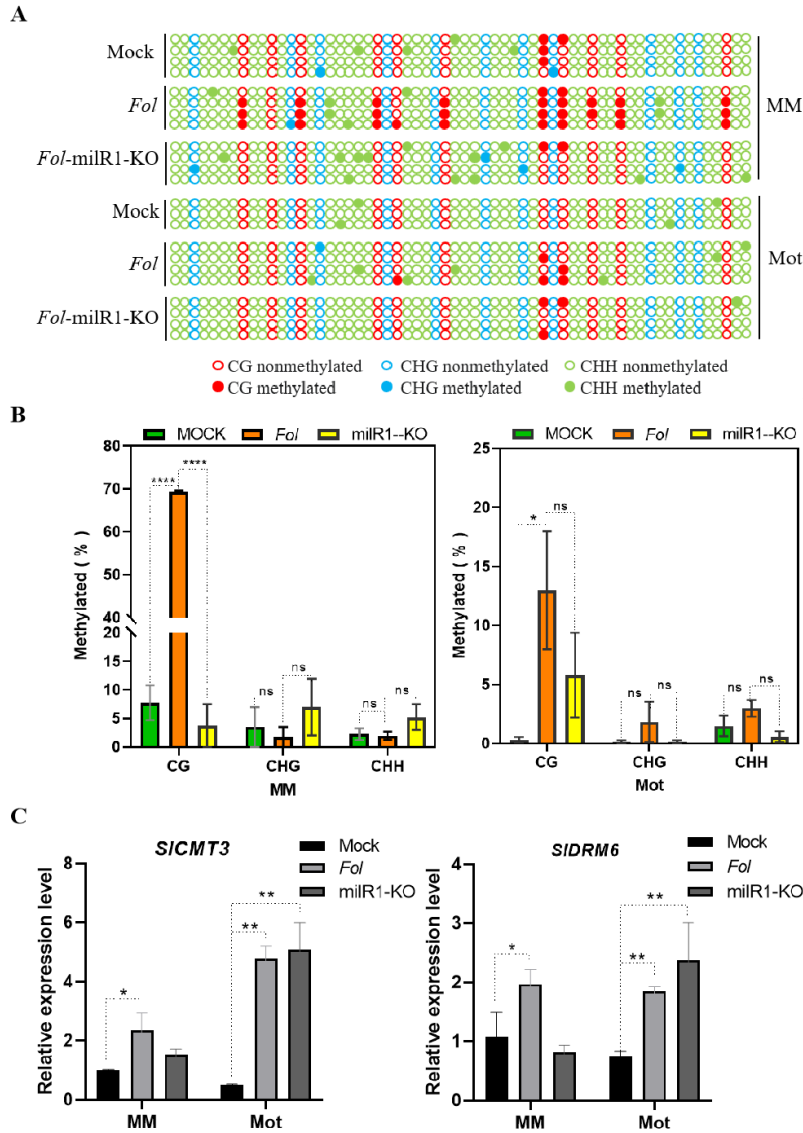 A
Mock
Fol
Fol-milR1-KO
MM
Mock
Fol
Fol-milR1-KO
Mot
CG nonmethylated CHG nonmethylated CHH nonmethylated
CG methylated CHG methylated CHH methylated
B
MOCK Fol milR1--KO
Methylated (%)
80
70
60
50
40
20
15
10
5
0
****
****
ns
ns
ns
ns
CG CHG CHH
MM
MOCK Fol milR1--KO
Methylated (%)
25
20
15
10
5
0
*
ns
ns
ns
ns
ns
CG CHG CHH
Mot
C
SlCMT3
Mock
Fol
milR1-KO
Relative expression level
8
6
4
2
0
*
**
**
MM Mot
SlDRM6
Mock
Fol
milR1-KO
Relative expression level
4
3
2
1
0
*
**
**
MM Mot